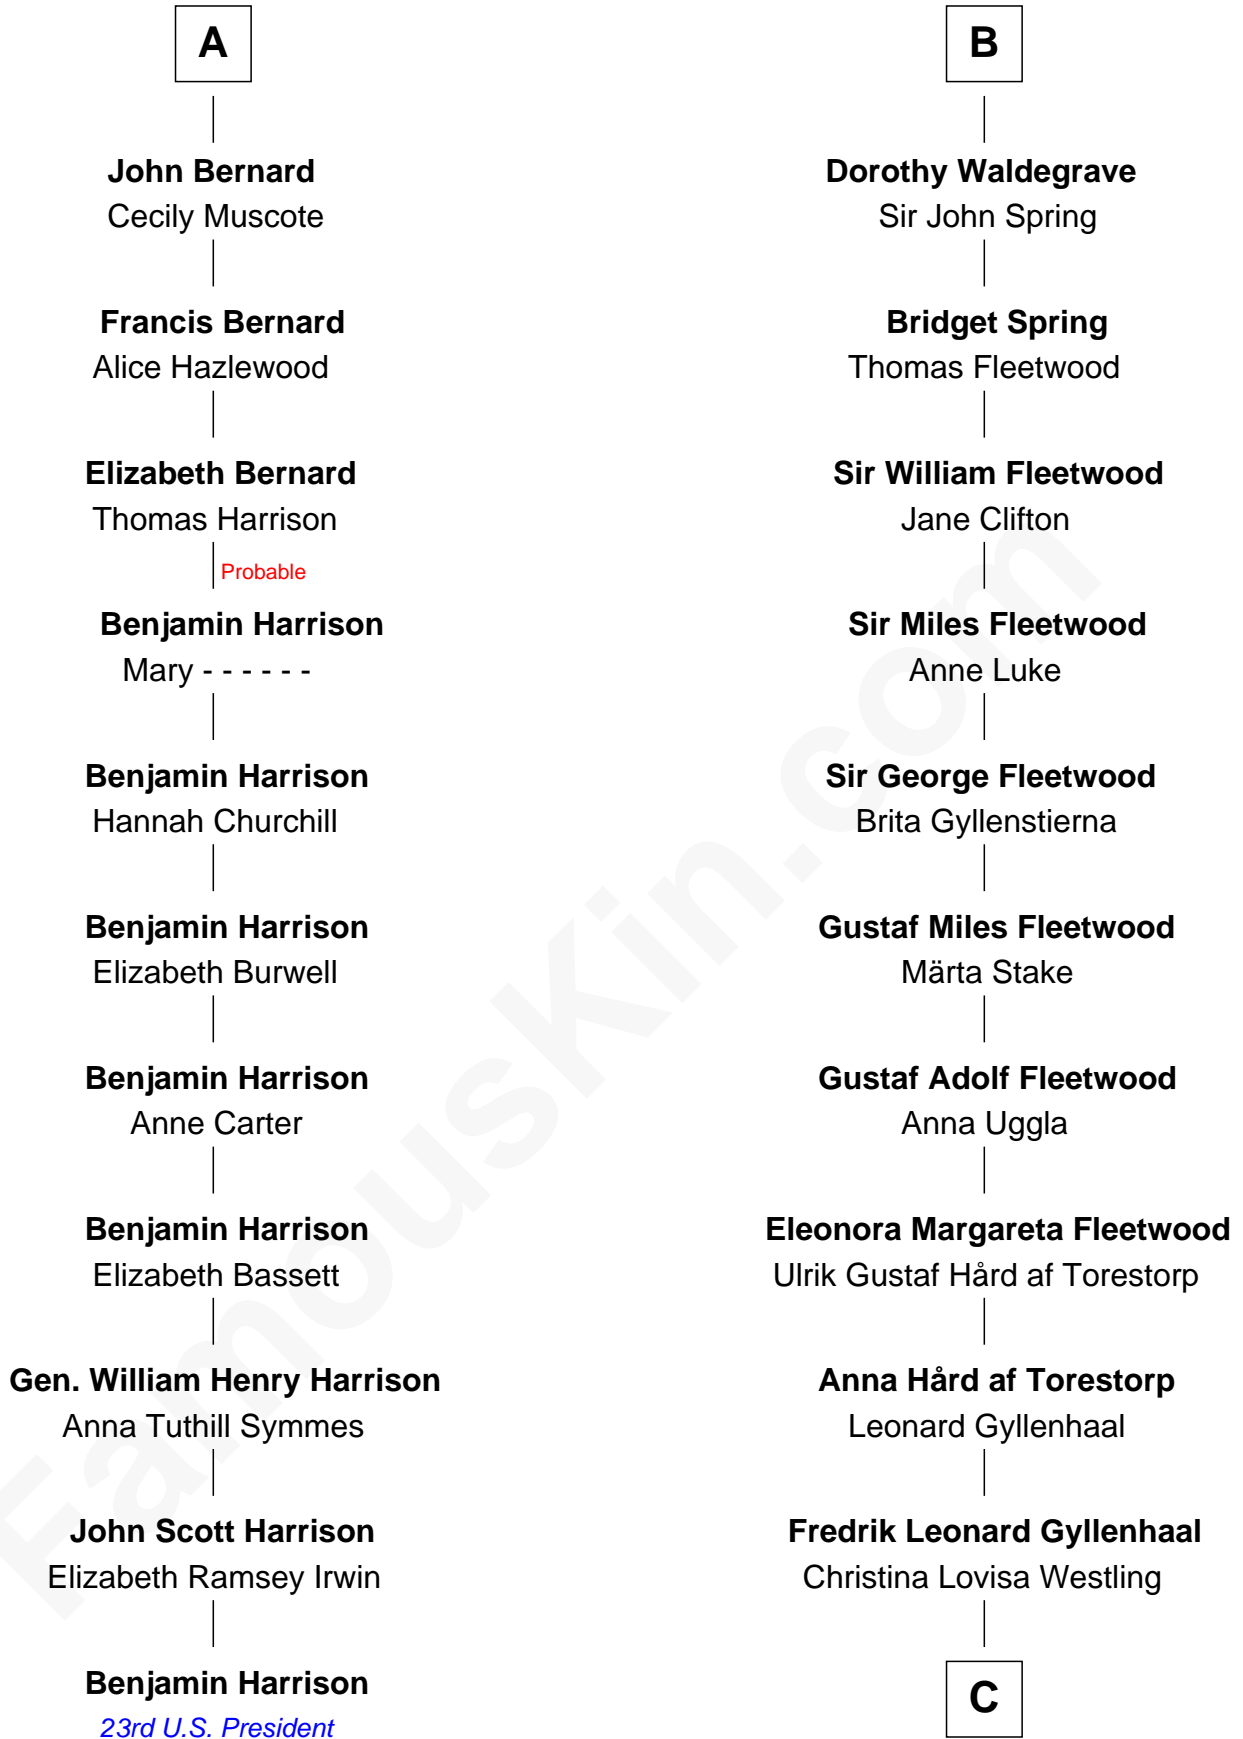 A
John Bernard
Cecily Muscote
Francis Bernard
Alice Hazlewood
Elizabeth Bernard
Thomas Harrison
Probable
Benjamin Harrison
Mary - - - - - -
Benjamin Harrison
Hannah Churchill
Benjamin Harrison
Elizabeth Burwell
Benjamin Harrison
Anne Carter
Benjamin Harrison
Elizabeth Bassett
Gen. William Henry Harrison
Anna Tuthill Symmes
John Scott Harrison
Elizabeth Ramsey Irwin
Benjamin Harrison
23rd U.S. President
B
Dorothy Waldegrave
Sir John Spring
Bridget Spring
Thomas Fleetwood
Sir William Fleetwood
Jane Clifton
Sir Miles Fleetwood
Anne Luke
Sir George Fleetwood
Brita Gyllenstierna
Gustaf Miles Fleetwood
Märta Stake
Gustaf Adolf Fleetwood
Anna Uggla
Eleonora Margareta Fleetwood
Ulrik Gustaf Hård af Torestorp
Anna Hård af Torestorp
Leonard Gyllenhaal
Fredrik Leonard Gyllenhaal
Christina Lovisa Westling
C
FamousKin.com